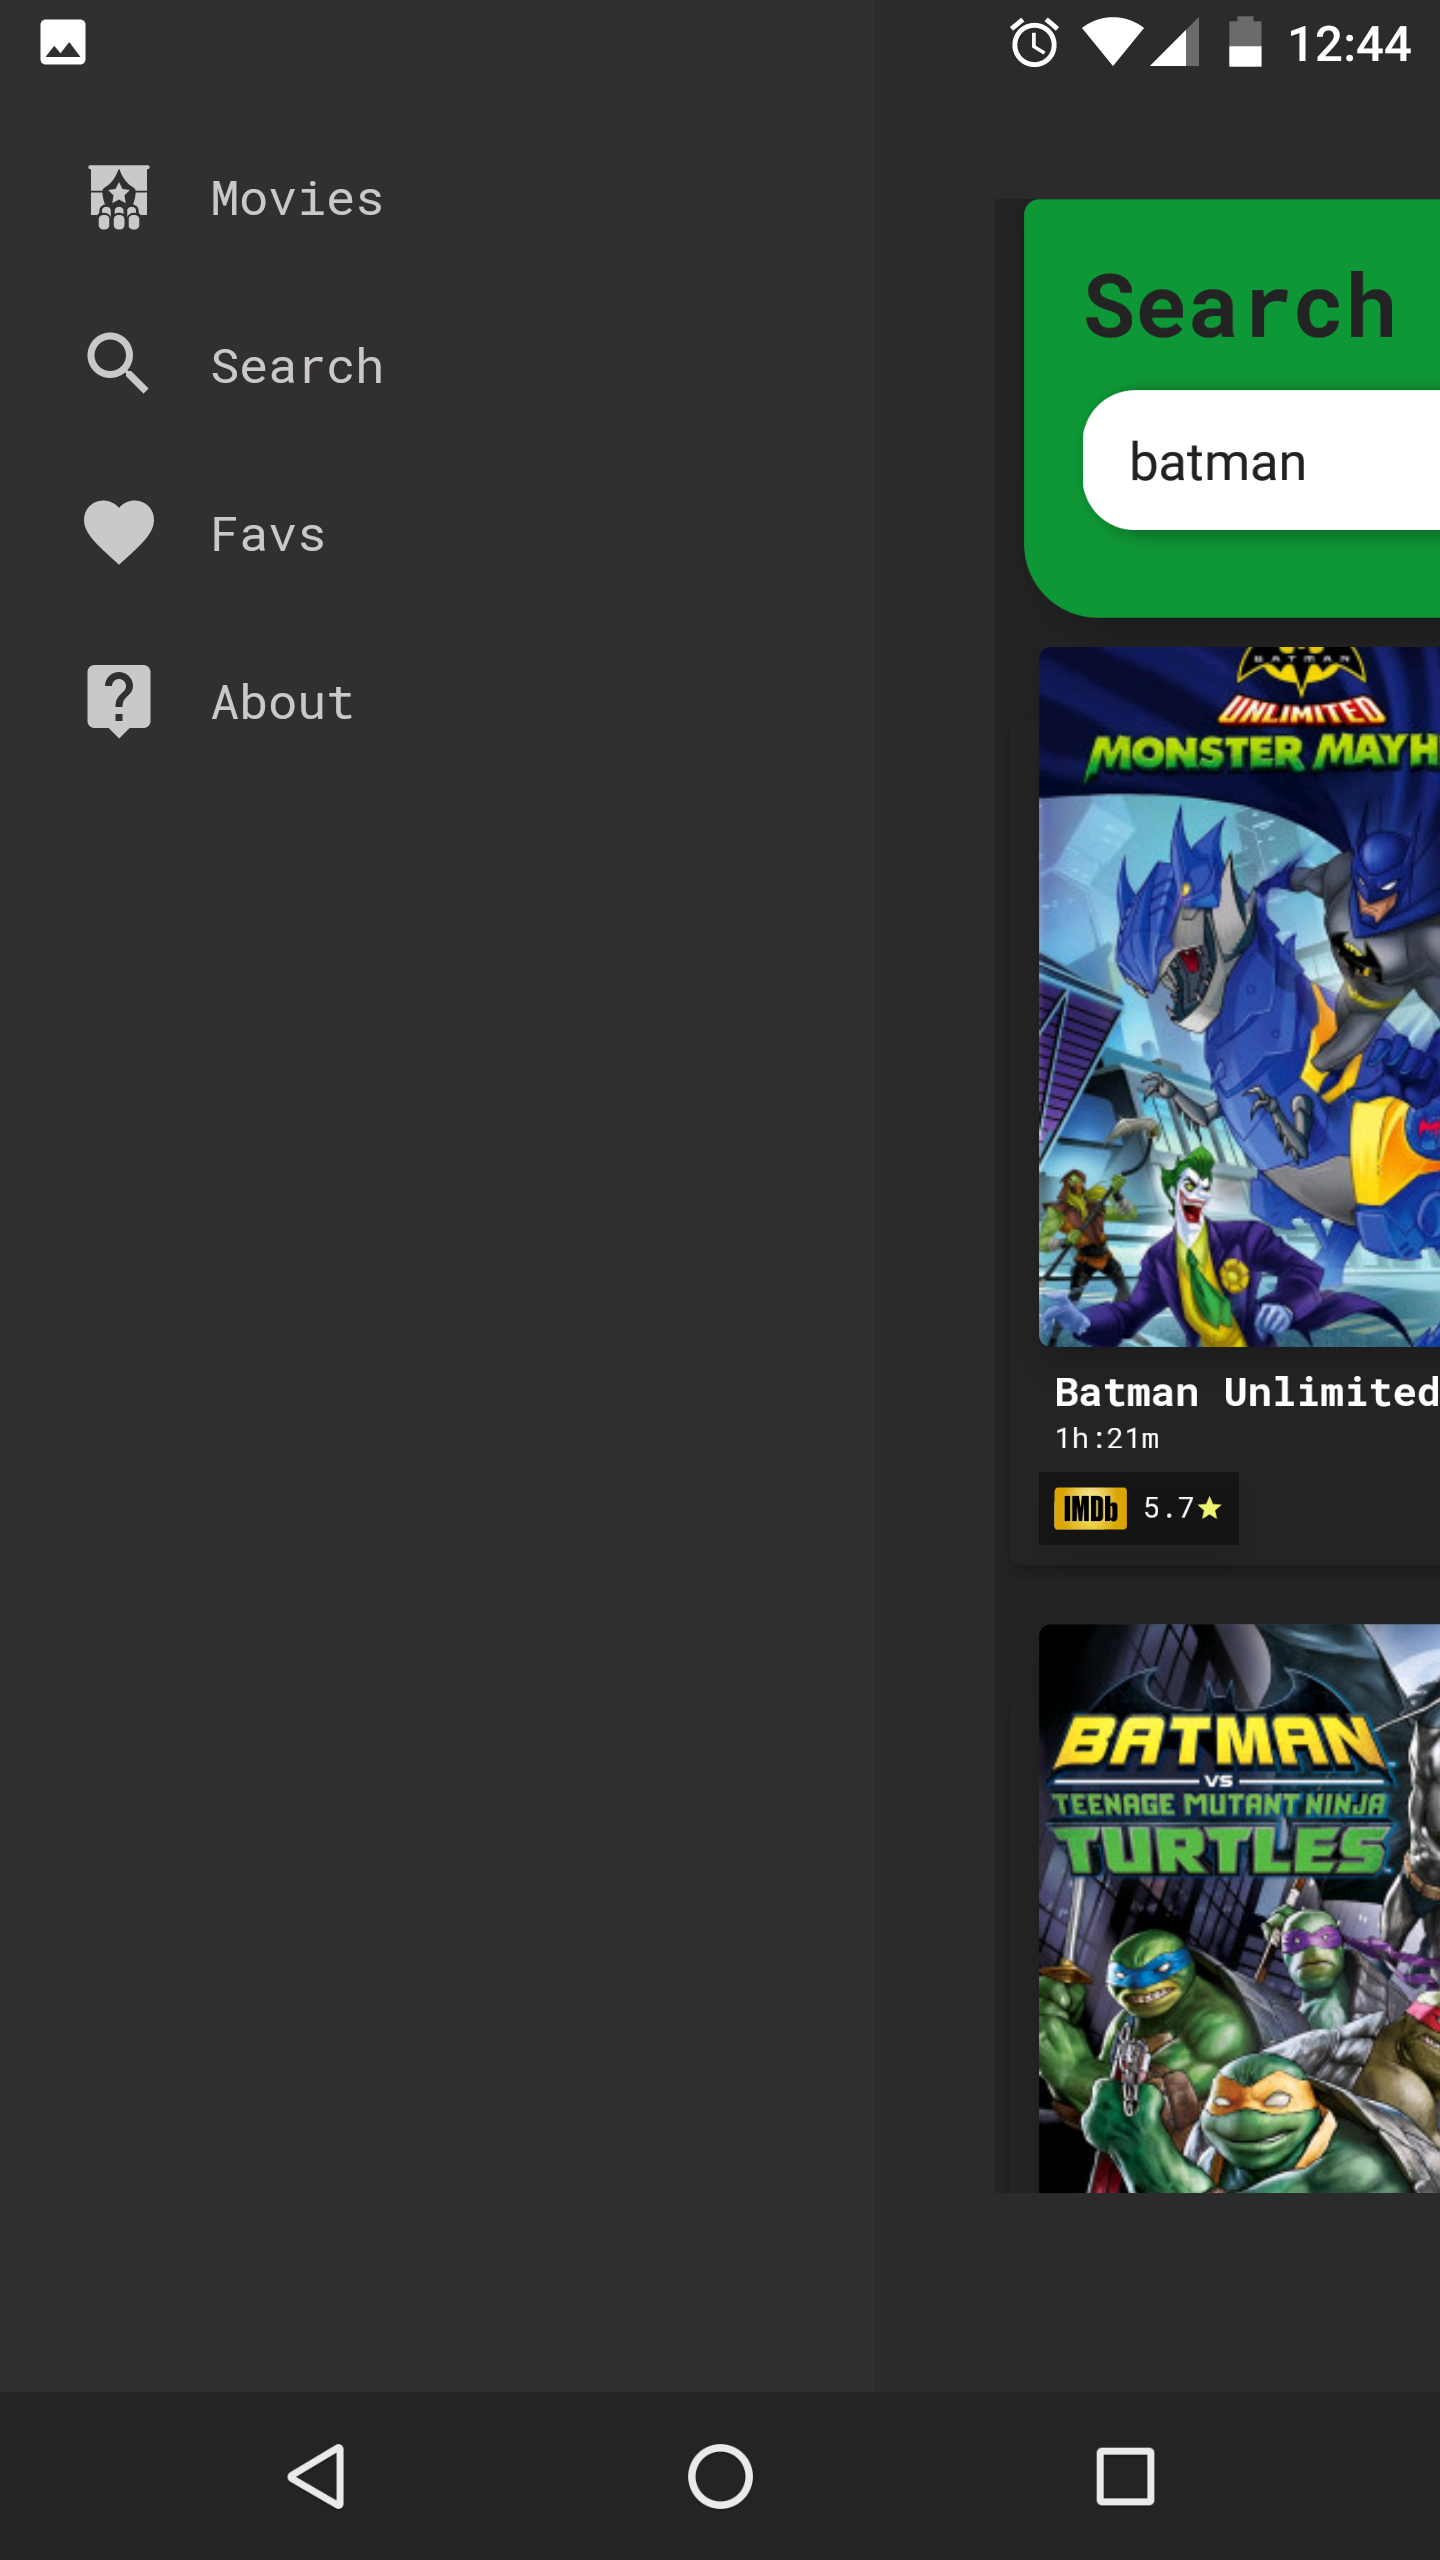 12:44
Movies
Search
Favs
About
Search
batman
BATMAN
UNLIMITED
MONSTER MAYH
Batman Unlimited
1h:21m
IMDb 5.7
BATMAN
VS
TEENAGE MUTANT NINJA
TURTLES